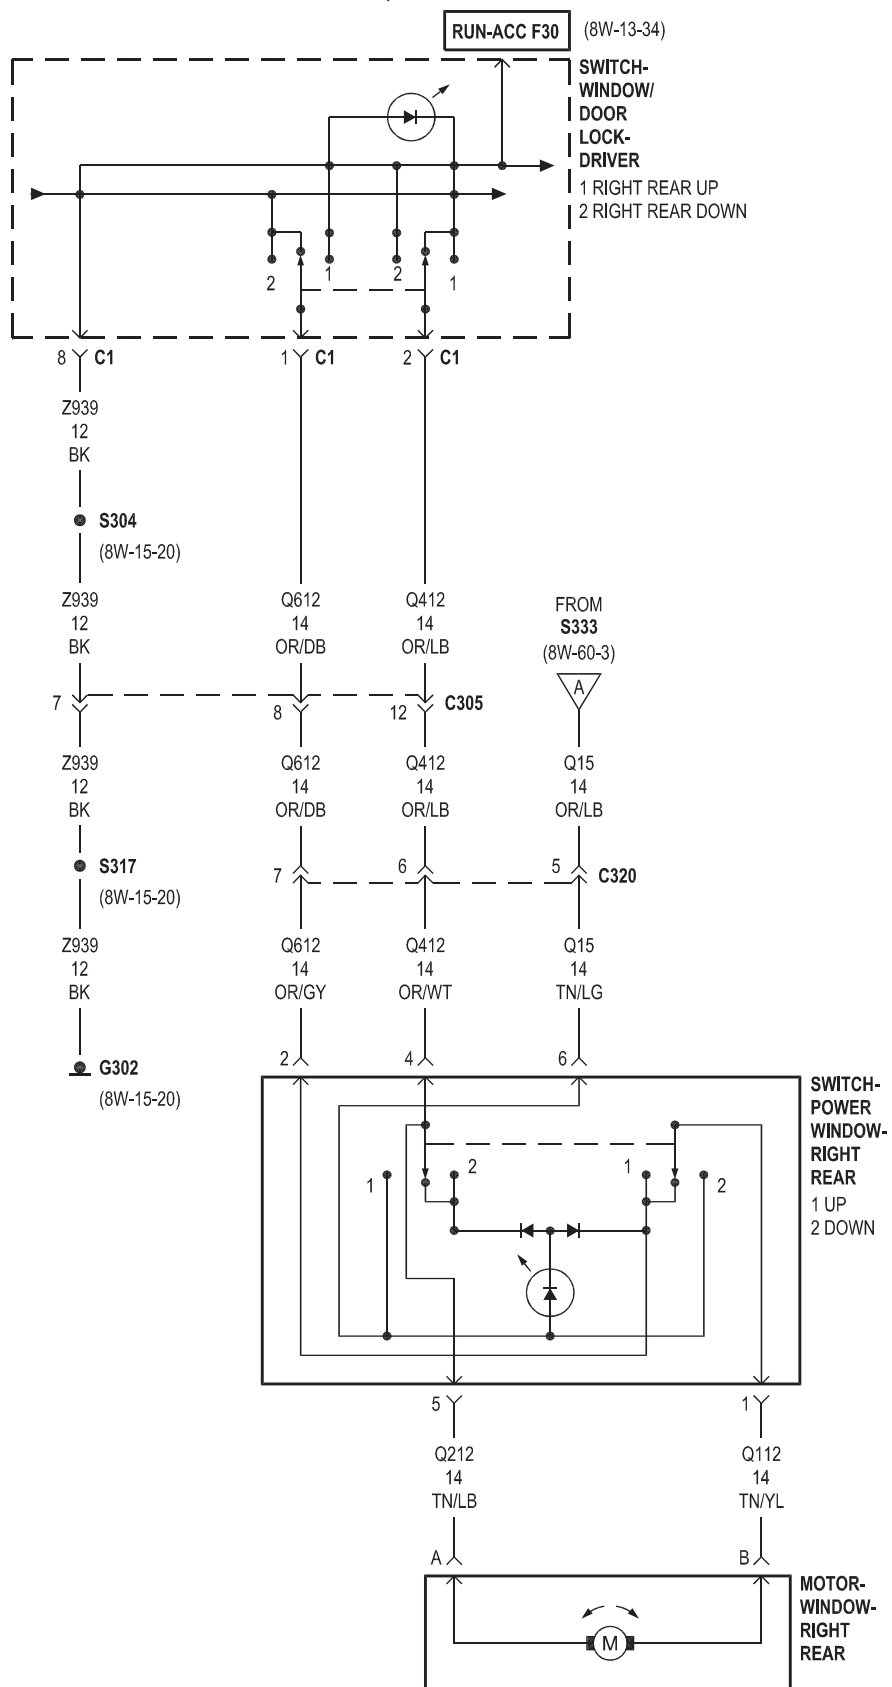 RUN-ACC F30 (8W-13-34)
SWITCH-
WINDOW/
DOOR
LOCK-
DRIVER
1 RIGHT REAR UP
2 RIGHT REAR DOWN
2 1 2 1
8 C1 1 C1 2 C1
Z939
12
BK
S304
(8W-15-20)
Z939 Q612 Q412 FROM
12 14 14 S333
BK OR/DB OR/LB (8W-60-3)
A
7 8 12 C305
Z939 Q612 Q412 Q15
12 14 14 14
BK OR/DB OR/LB OR/LB
S317 7 6 5 C320
(8W-15-20)
Z939 Q612 Q412 Q15
12 14 14 14
BK OR/GY OR/WT TN/LG
G302 2 4 6
(8W-15-20)
SWITCH-
POWER
WINDOW-
RIGHT
REAR
1 UP
2 DOWN
1 2 1 2
5 1
Q212 Q112
14 14
TN/LB TN/YL
A B
MOTOR-
WINDOW-
RIGHT
REAR
M